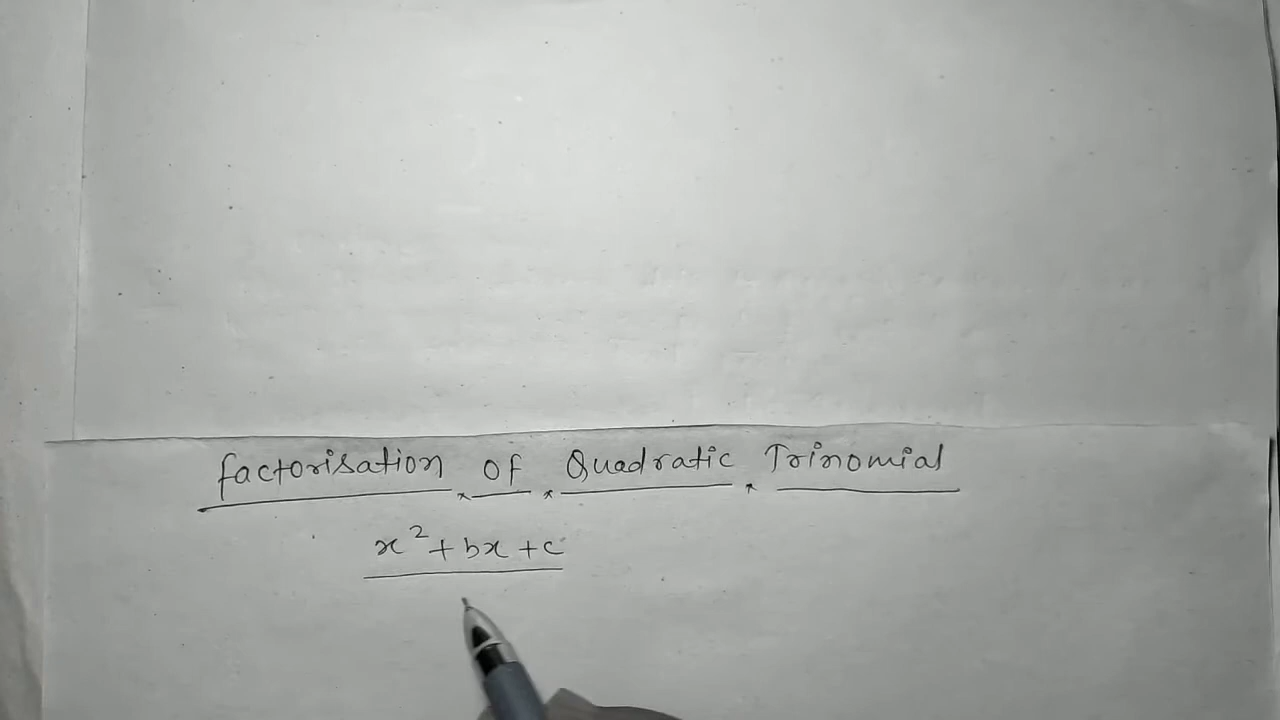 factorisation of Quadratic Trinomial
x² + bx + c